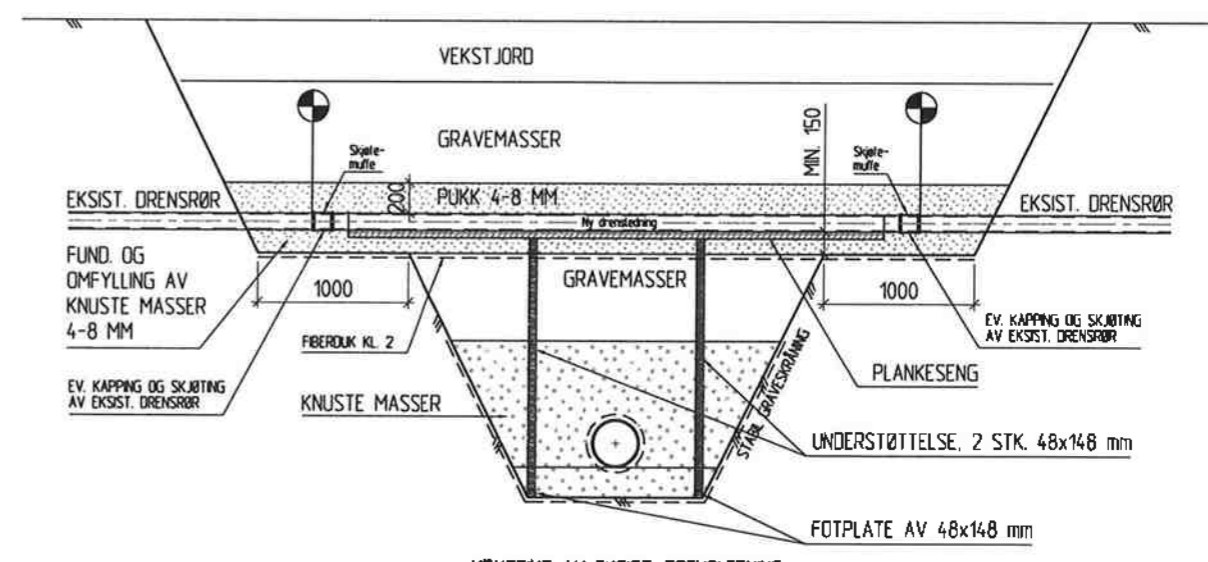 VEKSTJORD
GRAVEMASSER
MIN. 150
Skjøte-
muffe
Skjøte-
muffe
EKSIST. DRENSRØR
200
PUKK 4-8 MM
EKSIST. DRENSRØR
Ny drensledning
FUND. OG
OMFYLLING AV
KNUSTE MASSER
4-8 MM
1000
GRAVEMASSER
1000
FIBERDUK KL. 2
EV. KAPPING OG SKJØTING
AV EKSIST. DRENSRØR
PLANKESENG
EV. KAPPING OG SKJØTING
AV EKSIST. DRENSRØR
KNUSTE MASSER
STABIL GRAVESKRÅNING
UNDERSTØTTELSE, 2 STK. 48x148 mm
FOTPLATE AV 48x148 mm